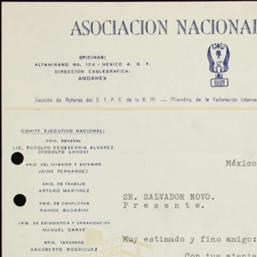 ASOCIACION NACIONAL
OFICINAS:
ALTAMIRANO No. 126 - MEXICO 4, D. F.
DIRECCION CABLEGRAFICA:
ANDAMEX
Sección de Actores del S. T. P. C. de la R. M. — Miembro de la Federación Interna
COMITE EJECUTIVO NACIONAL:
SRIO. GENERAL
LIC. RODOLFO ECHEVERRIA ALVAREZ
(RODOLFO LANDA)
SRIO. DEL INTERIOR Y EXTERIOR
JAIME FERNANDEZ
SRIO. DE TRABAJO
ARTURO MARTINEZ
SRIO. DE CONFLICTOS
RAMON BUGARINI
SRIO. DE ESTADISTICA Y ORGANIZACION
MANUEL GARAY
SRIO. TESORERO
DAGOBERTO RODRIGUEZ
México
SR. SALVADOR NOVO.
Presente.
Muy estimado y fino amigo:
Con